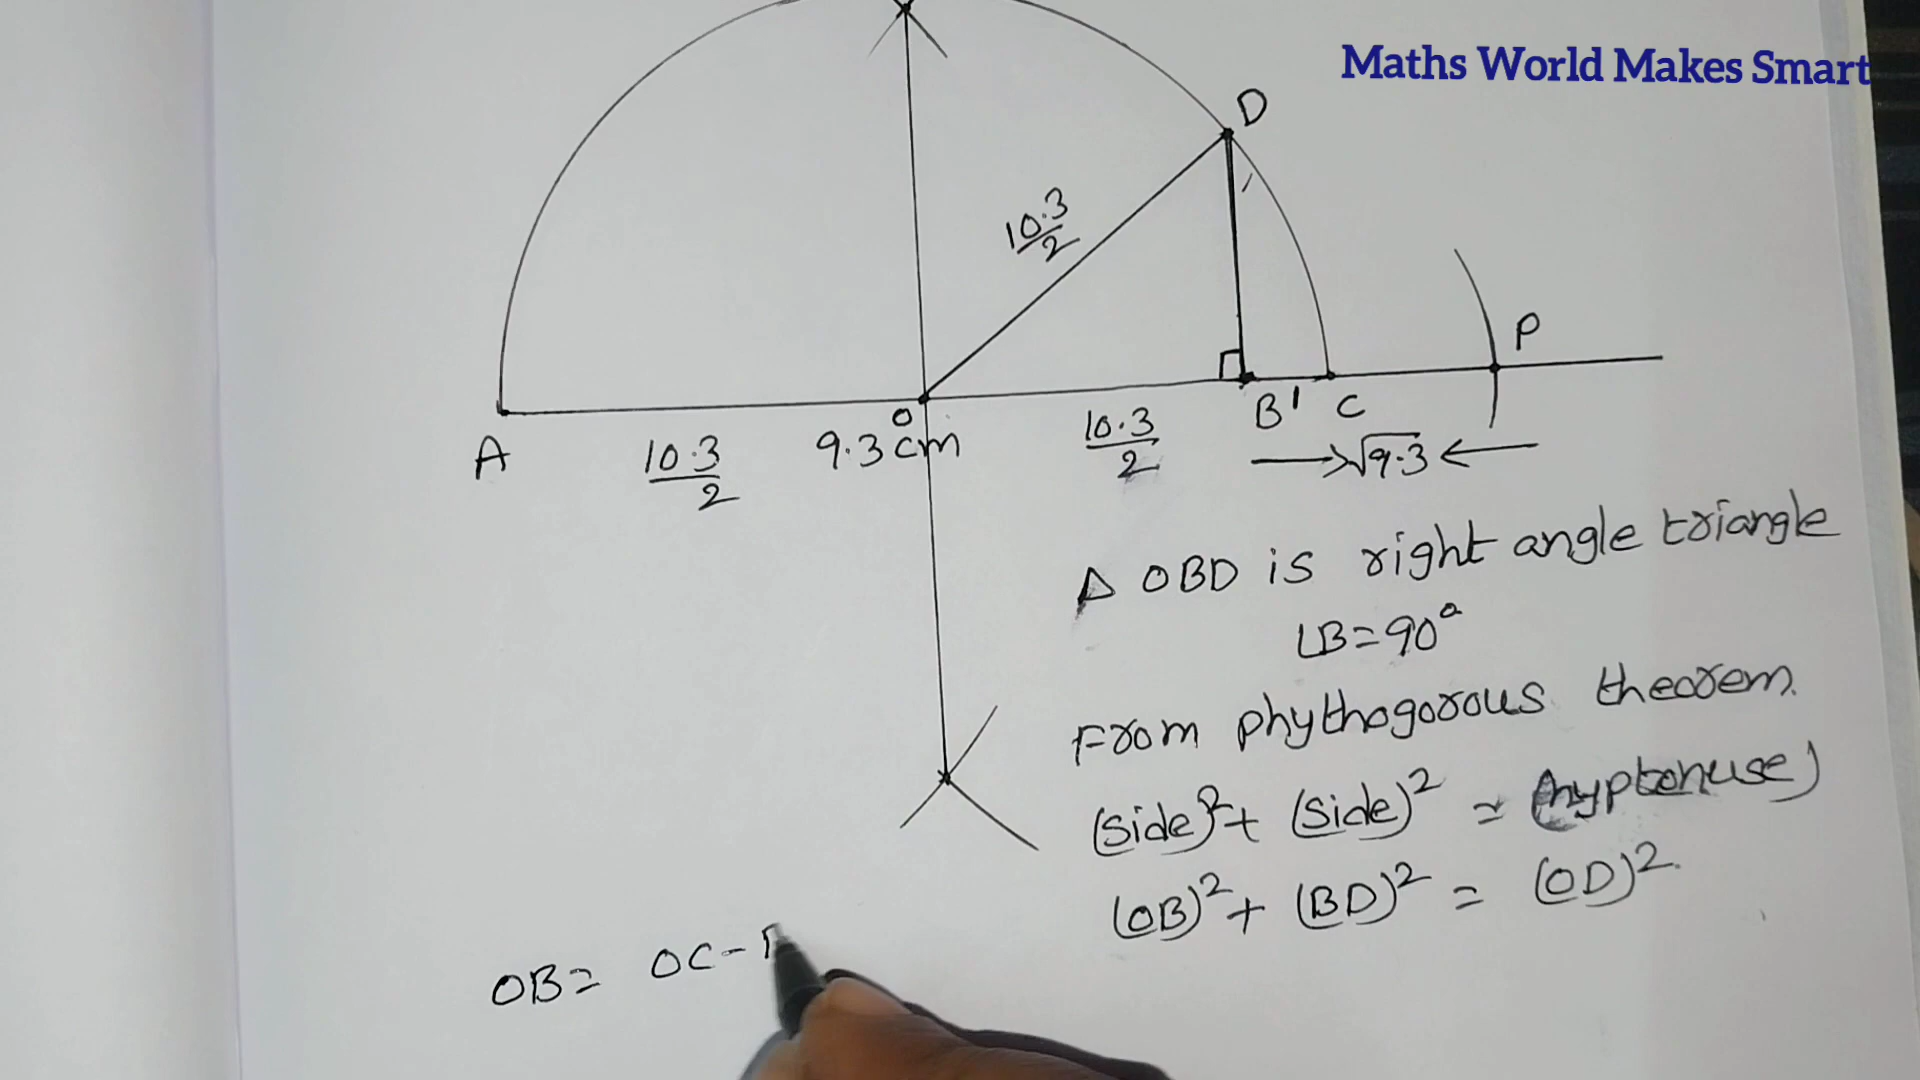 Maths World Makes Smart
D
10.3
2
P
A
10.3
2
O
9.3 cm
10.3
2
B 1 C
√9.3
Δ OBD is right angle triangle
∟B=90°
From phythogorous theorem.
(side)²+ (side)² = (hyptonuse)
(OB)²+ (BD)² = (OD)².
OB= OC-